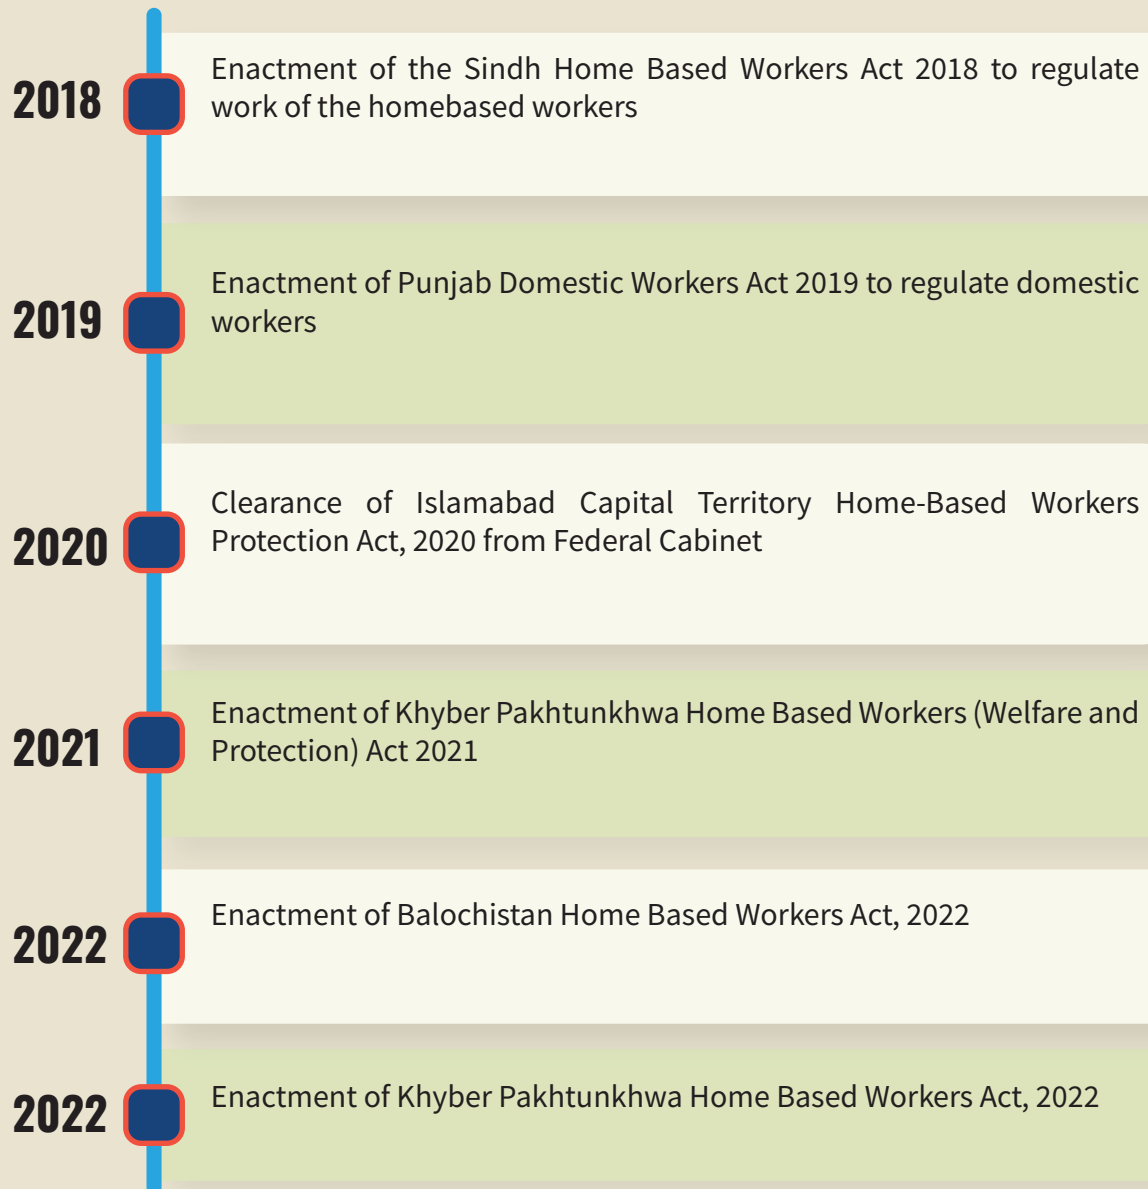 2018
Enactment of the Sindh Home Based Workers Act 2018 to regulate
work of the homebased workers
2019
Enactment of Punjab Domestic Workers Act 2019 to regulate domestic
workers
2020
Clearance of Islamabad Capital Territory Home-Based Workers
Protection Act, 2020 from Federal Cabinet
2021
Enactment of Khyber Pakhtunkhwa Home Based Workers (Welfare and
Protection) Act 2021
2022
Enactment of Balochistan Home Based Workers Act, 2022
2022
Enactment of Khyber Pakhtunkhwa Home Based Workers Act, 2022